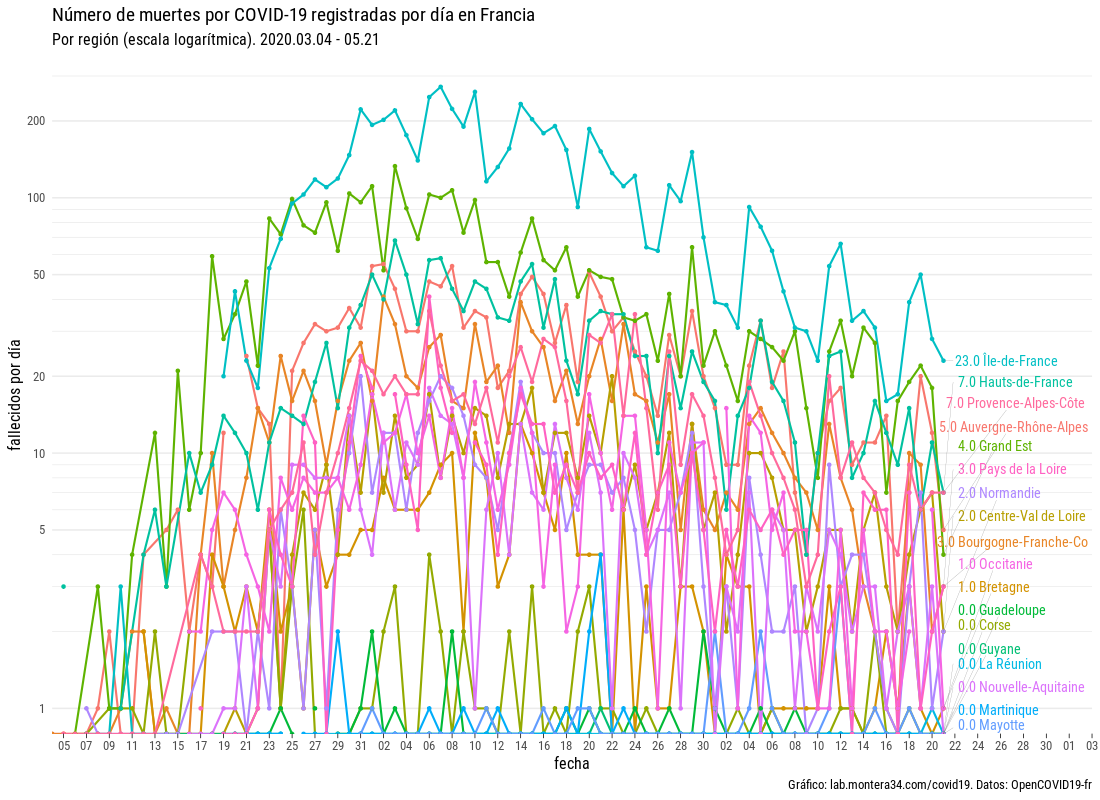 Número de muertes por COVID-19 registradas por día en Francia
Por región (escala logarítmica). 2020.03.04 - 05.21
fallecidos por día
200
100
50
20
10
5
1
23.0 Île-de-France
7.0 Hauts-de-France
7.0 Provence-Alpes-Côte
5.0 Auvergne-Rhône-Alpes
4.0 Grand Est
3.0 Pays de la Loire
2.0 Normandie
2.0 Centre-Val de Loire
3.0 Bourgogne-Franche-Co
1.0 Occitanie
1.0 Bretagne
0.0 Guadeloupe
0.0 Corse
0.0 Guyane
0.0 La Réunion
0.0 Nouvelle-Aquitaine
0.0 Martinique
0.0 Mayotte
05 07 09 11 13 15 17 19 21 23 25 27 29 31 02 04 06 08 10 12 14 16 18 20 22 24 26 28 30 02 04 06 08 10 12 14 16 18 20 22 24 26 28 30 01 03
fecha
Gráfico: lab.montera34.com/covid19. Datos: OpenCOVID19-fr